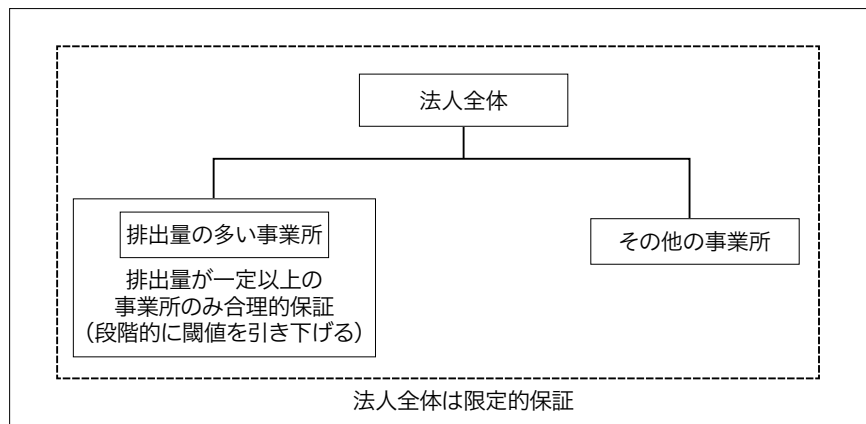 法人全体
排出量の多い事業所
その他の事業所
排出量が一定以上の
事業所のみ合理的保証
（段階的に閾値を引き下げる）
法人全体は限定的保証